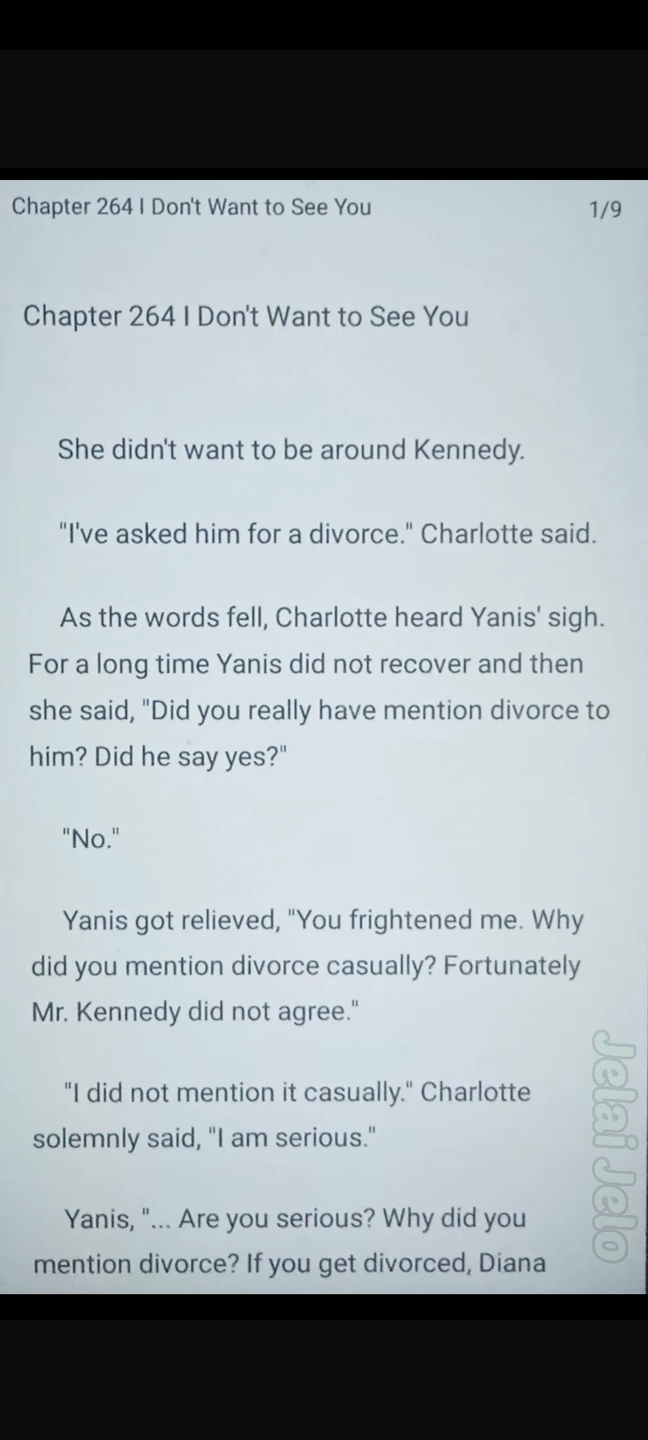 Chapter 264 I Don't Want to See You
1/9
Chapter 264 I Don't Want to See You
She didn't want to be around Kennedy.
"I've asked him for a divorce." Charlotte said.
As the words fell, Charlotte heard Yanis' sigh.
For a long time Yanis did not recover and then
she said, "Did you really have mention divorce to
him? Did he say yes?"
"No."
Yanis got relieved, "You frightened me. Why
did you mention divorce casually? Fortunately
Mr. Kennedy did not agree."
"I did not mention it casually." Charlotte
solemnly said, "I am serious."
Yanis, "... Are you serious? Why did you
mention divorce? If you get divorced, Diana
Jelai Jelo